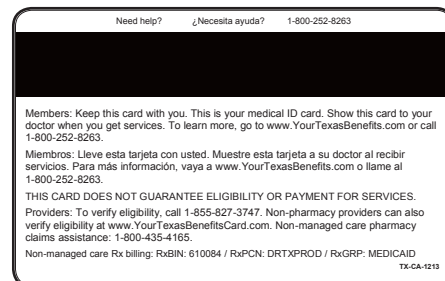 Need help? ¿Necesita ayuda? 1-800-252-8263
Members: Keep this card with you. This is your medical ID card. Show this card to your
doctor when you get services. To learn more, go to www.YourTexasBenefits.com or call
1-800-252-8263.
Miembros: Lleve esta tarjeta con usted. Muestre esta tarjeta a su doctor al recibir
servicios. Para más información, vaya a www.YourTexasBenefits.com o llame al
1-800-252-8263.
THIS CARD DOES NOT GUARANTEE ELIGIBILITY OR PAYMENT FOR SERVICES.
Providers: To verify eligibility, call 1-855-827-3747. Non-pharmacy providers can also
verify eligibility at www.YourTexasBenefitsCard.com. Non-managed care pharmacy
claims assistance: 1-800-435-4165.
Non-managed care Rx billing: RxBIN: 610084 / RxPCN: DRTXPROD / RxGRP: MEDICAID
TX-CA-1213